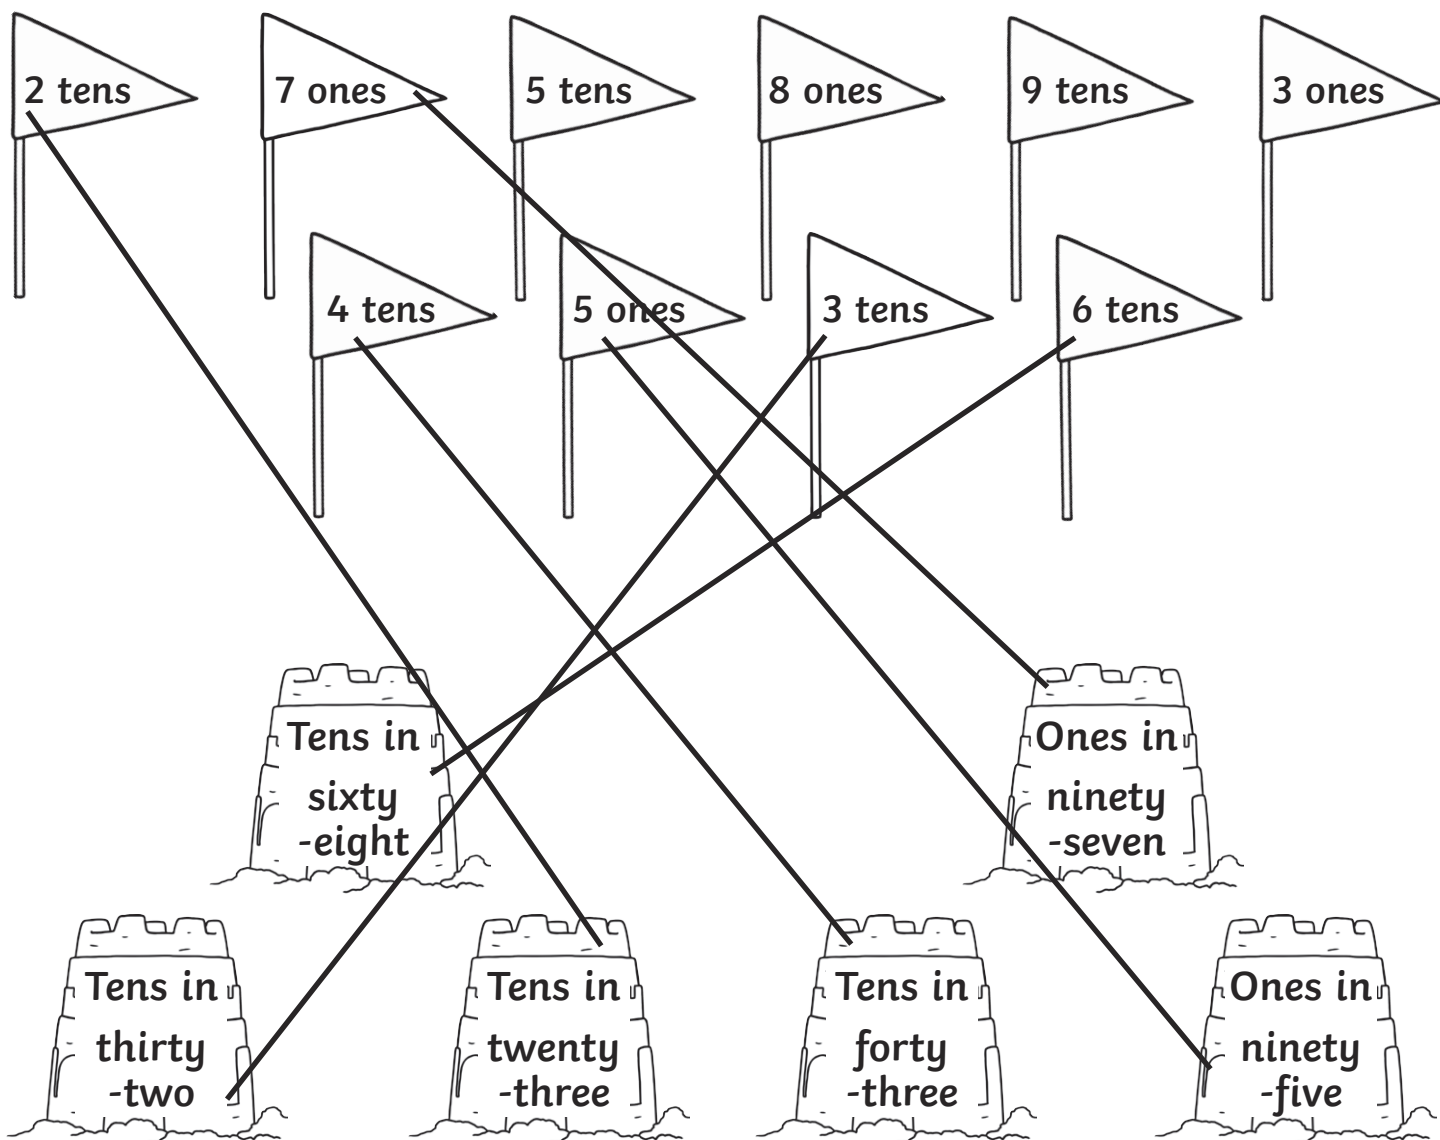 2 tens
7 ones
5 tens
8 ones
9 tens
3 ones
4 tens
5 ones
3 tens
6 tens
Tens in
sixty
-eight
Ones in
ninety
-seven
Tens in
thirty
-two
Tens in
twenty
-three
Tens in
forty
-three
Ones in
ninety
-five